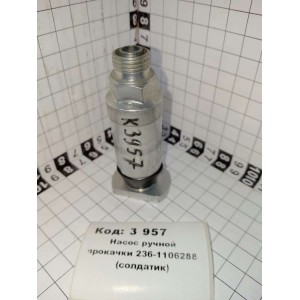 К3957
Код: 3 957
Насос ручной
прокачки 236-1106288
(солдатик)